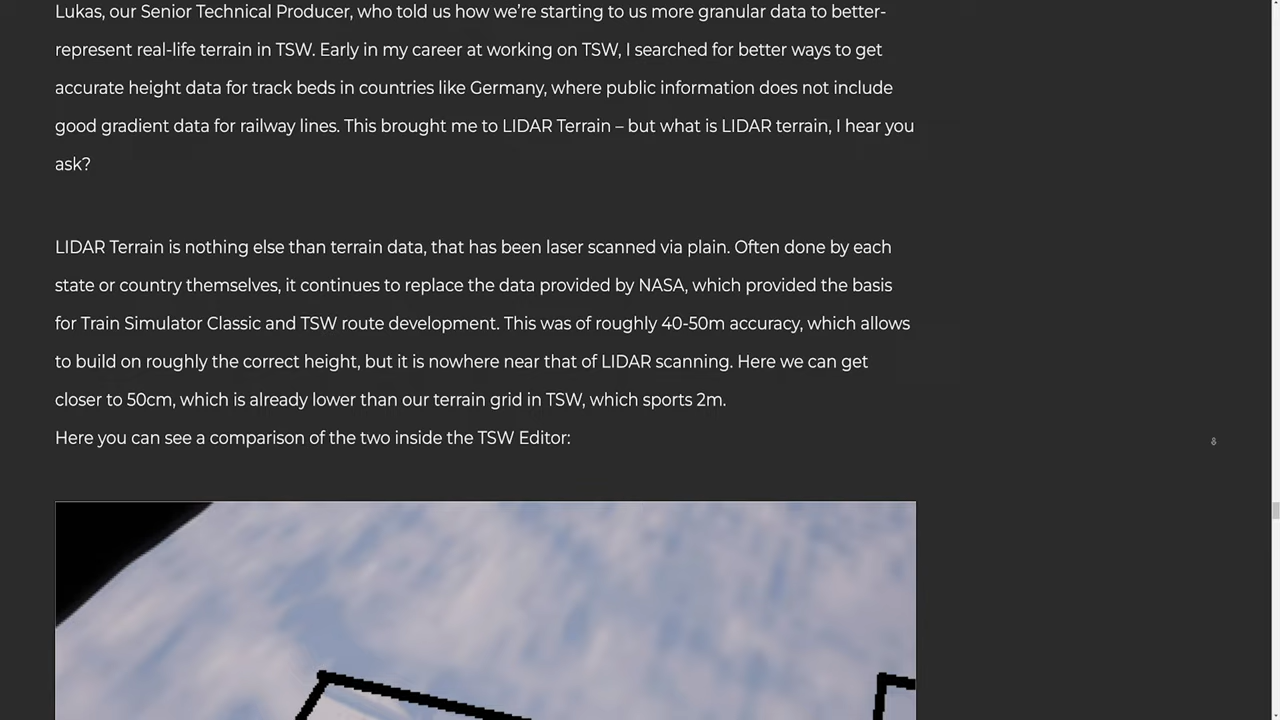 Lukas, our Senior Technical Producer, who told us how we’re starting to us more granular data to better-
represent real-life terrain in TSW. Early in my career at working on TSW, I searched for better ways to get
accurate height data for track beds in countries like Germany, where public information does not include
good gradient data for railway lines. This brought me to LIDAR Terrain – but what is LIDAR terrain, I hear you
ask?
LIDAR Terrain is nothing else than terrain data, that has been laser scanned via plain. Often done by each
state or country themselves, it continues to replace the data provided by NASA, which provided the basis
for Train Simulator Classic and TSW route development. This was of roughly 40-50m accuracy, which allows
to build on roughly the correct height, but it is nowhere near that of LIDAR scanning. Here we can get
closer to 50cm, which is already lower than our terrain grid in TSW, which sports 2m.
Here you can see a comparison of the two inside the TSW Editor: